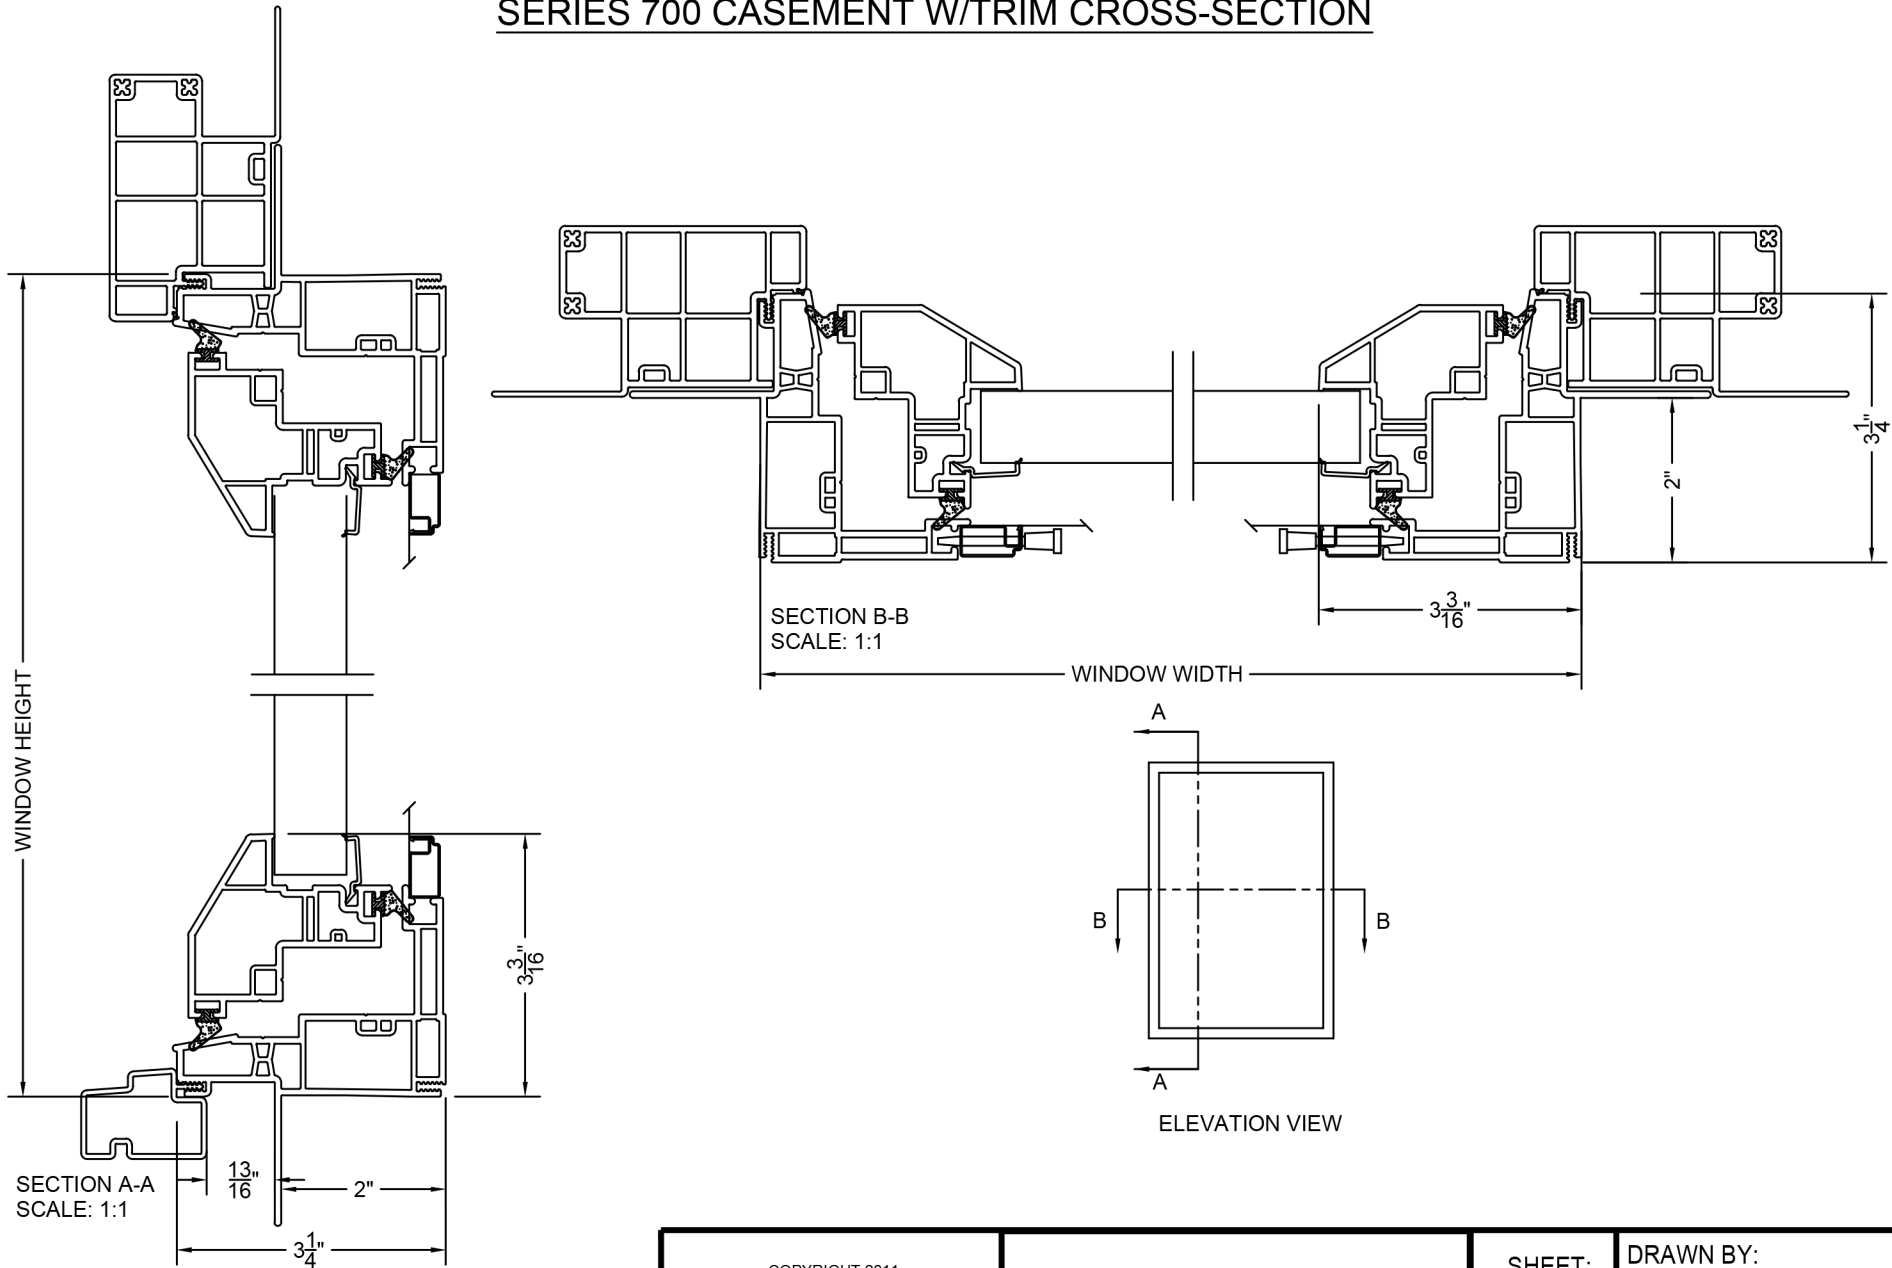 SERIES 700 CASEMENT W/TRIM CROSS-SECTION
WINDOW HEIGHT
3 3/16"
SECTION A-A
SCALE: 1:1
13/16"
2"
3 1/4"
SECTION B-B
SCALE: 1:1
WINDOW WIDTH
3 3/16"
2"
3 1/4"
A
B
B
A
ELEVATION VIEW
COPYRIGHT 2011
SHEET:
DRAWN BY: